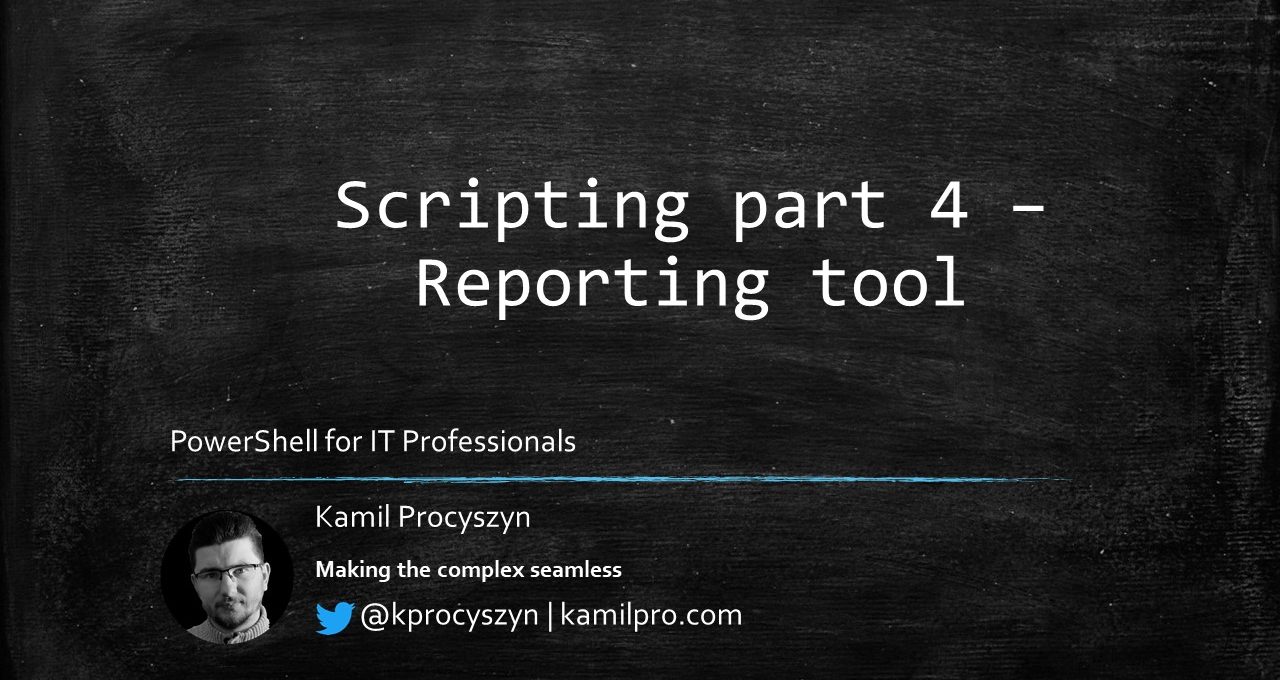 Scripting part 4 –
Reporting tool
PowerShell for IT Professionals
Kamil Procyszyn
Making the complex seamless
@kprocyszyn | kamilpro.com